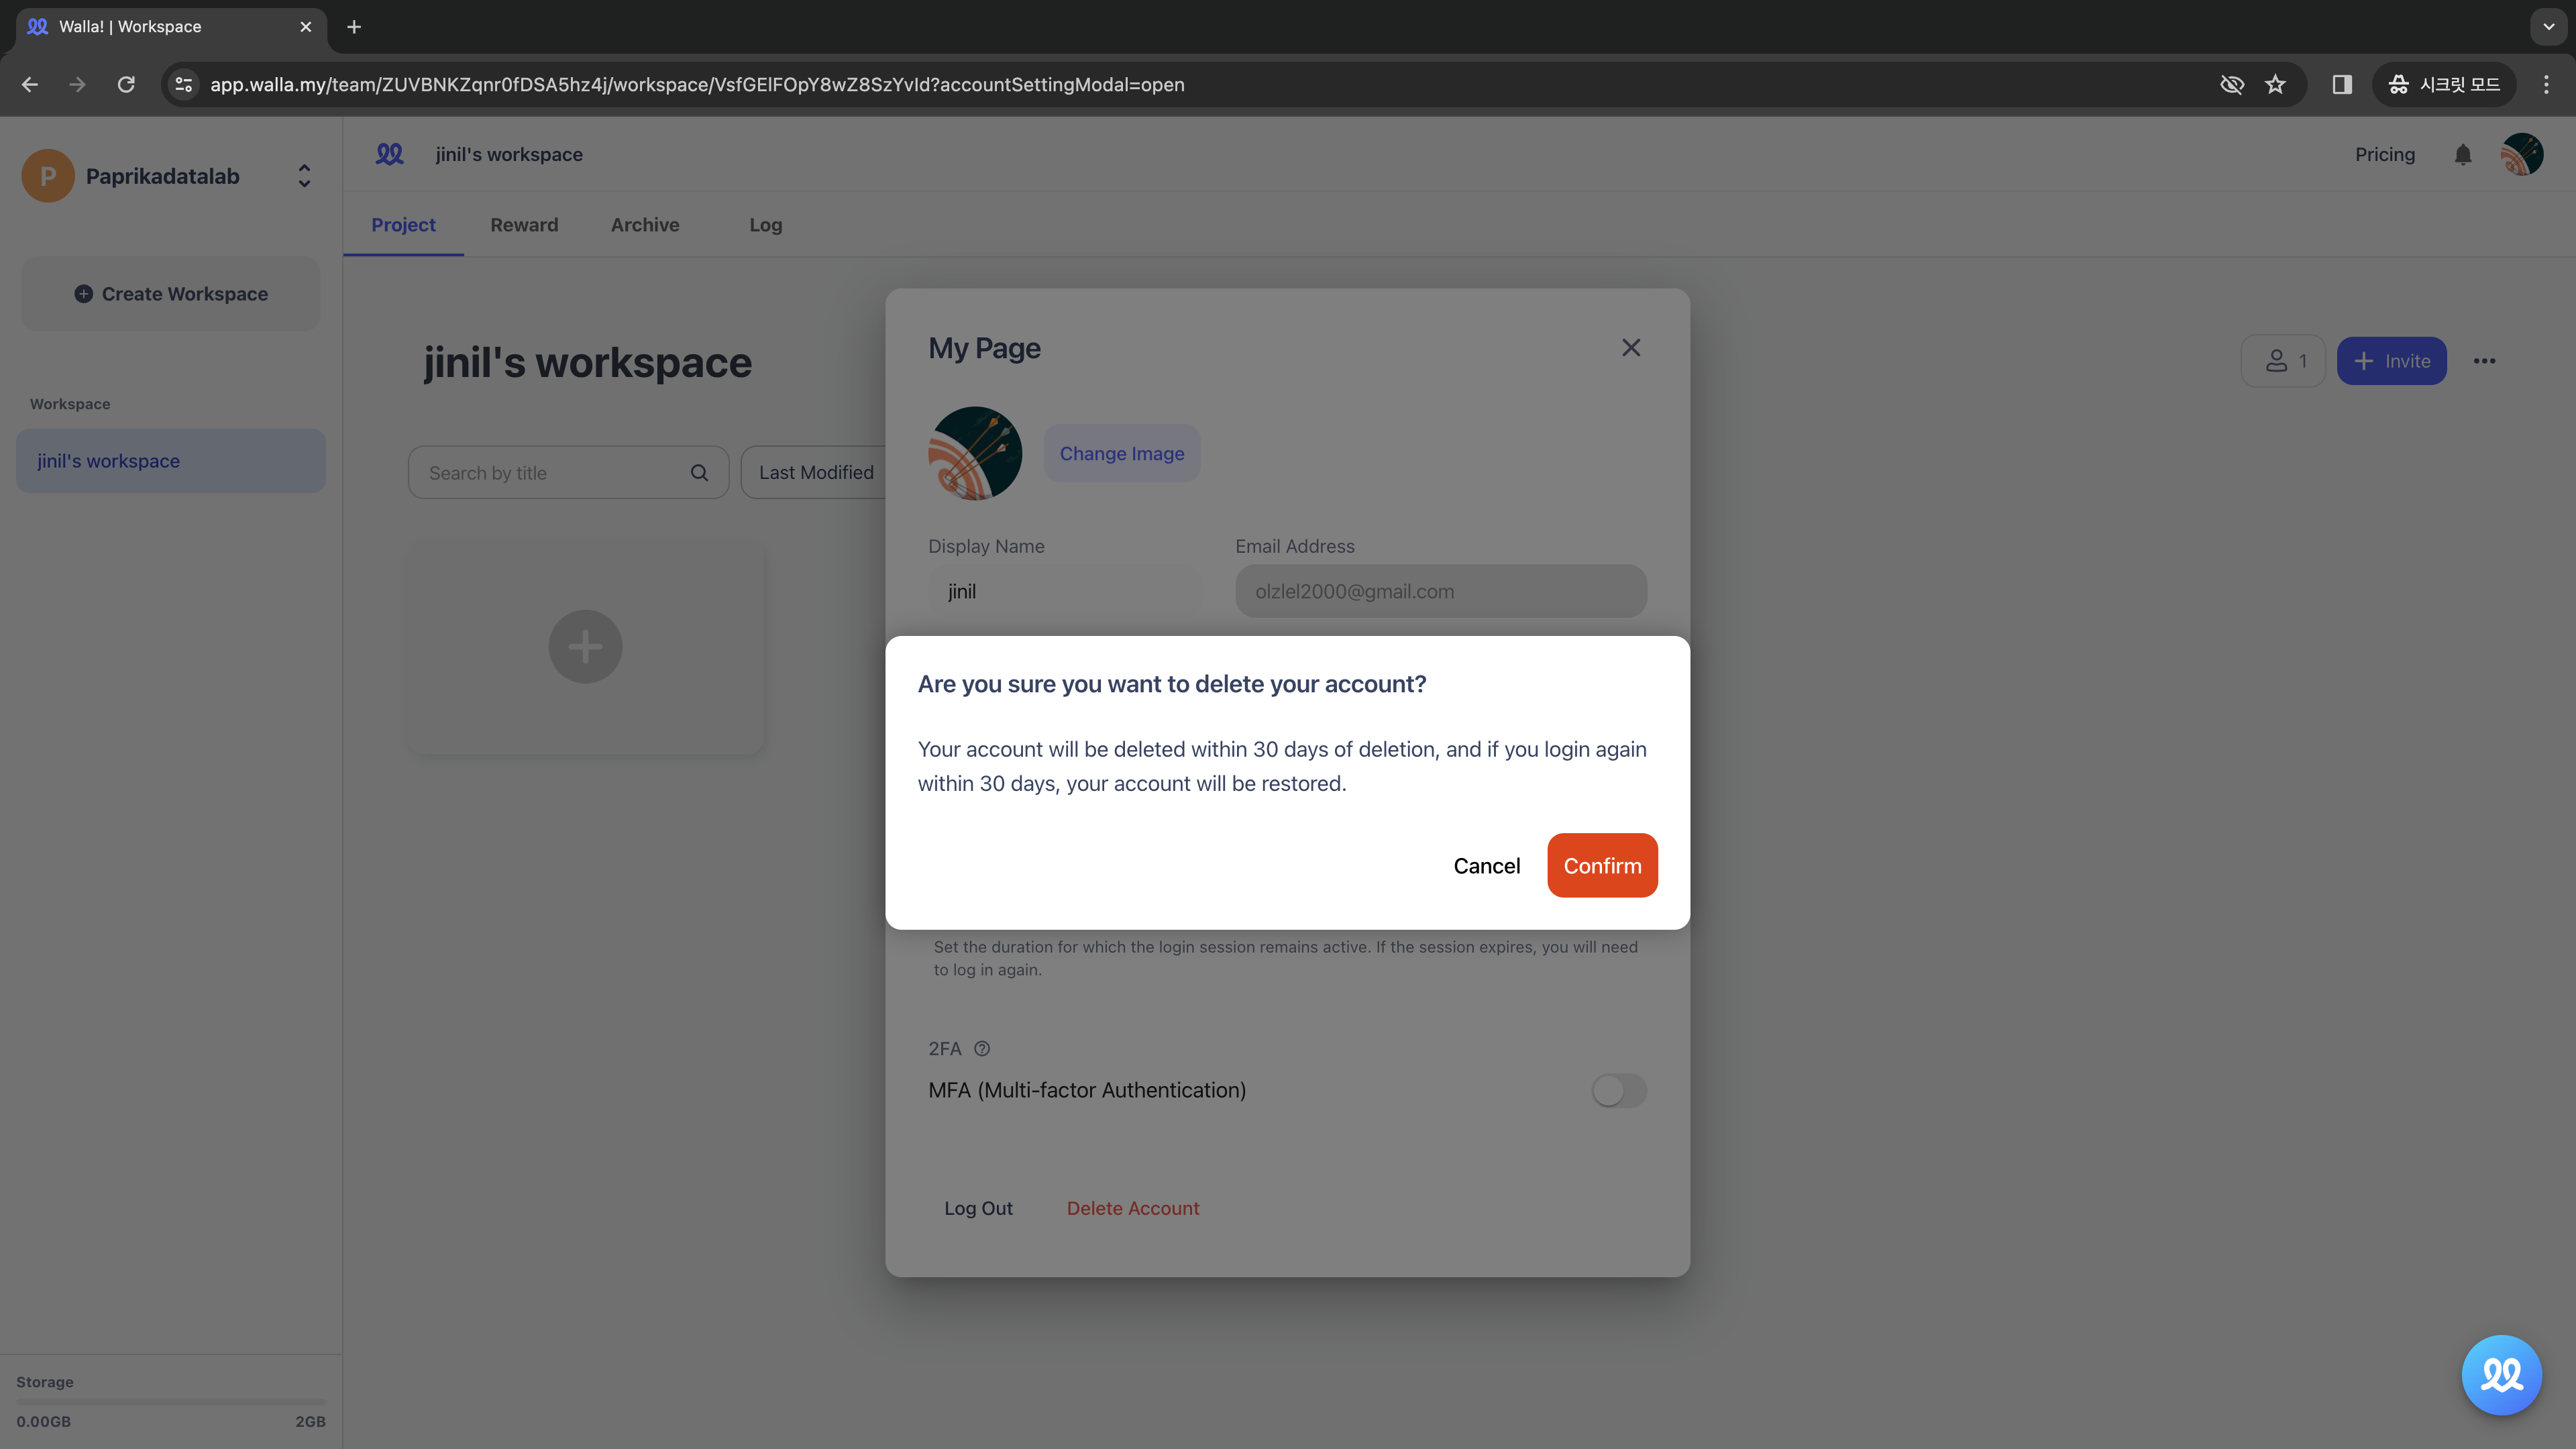 Walla! | Workspace
app.walla.my/team/ZUVBNKZqnr0fDSA5hz4j/workspace/VsfGElFOpY8wZ8SzYvId?accountSettingModal=open
시크릿 모드
P
Paprikadatalab
jinil's workspace
Pricing
Project
Reward
Archive
Log
Create Workspace
My Page
jinil's workspace
1
Invite
Workspace
jinil's workspace
Change Image
Search by title
Last Modified
Display Name
Email Address
jinil
olzlel2000@gmail.com
Are you sure you want to delete your account?
Your account will be deleted within 30 days of deletion, and if you login again
within 30 days, your account will be restored.
Cancel
Confirm
Set the duration for which the login session remains active. If the session expires, you will need
to log in again.
2FA
MFA (Multi-factor Authentication)
Log Out
Delete Account
Storage
0.00GB
2GB